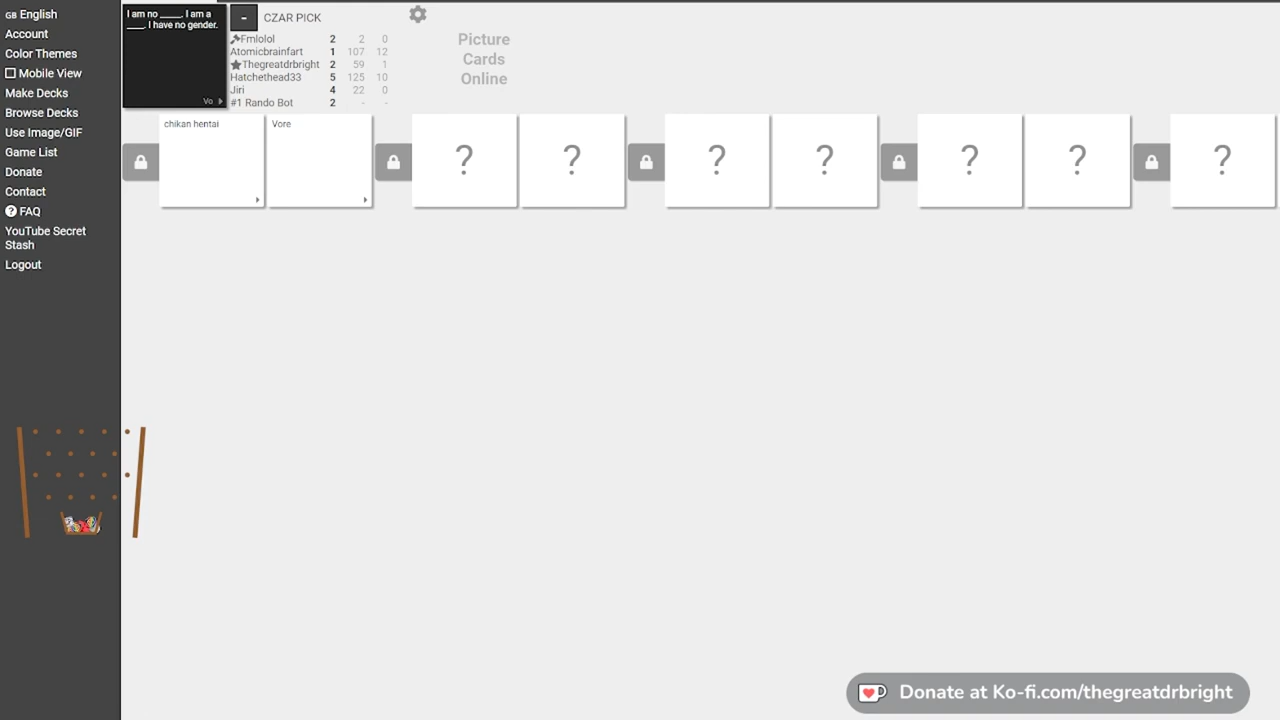 GB English
Account
Color Themes
Mobile View
Make Decks
Browse Decks
Use Image/GIF
Game List
Donate
Contact
? FAQ
YouTube Secret
Stash
Logout
I am no _____. I am a
____. I have no gender.
Vo
- CZAR PICK
Fmlolol 2 2 0
Atomicbrainfart 1 107 12
Thegreatdrbright 2 59 1
Hatchethead33 5 125 10
Jiri 4 22 0
#1 Rando Bot 2 - -
Picture
Cards
Online
chikan hentai
Vore
? ? ? ? ? ? ?
Donate at Ko-fi.com/thegreatdrbright